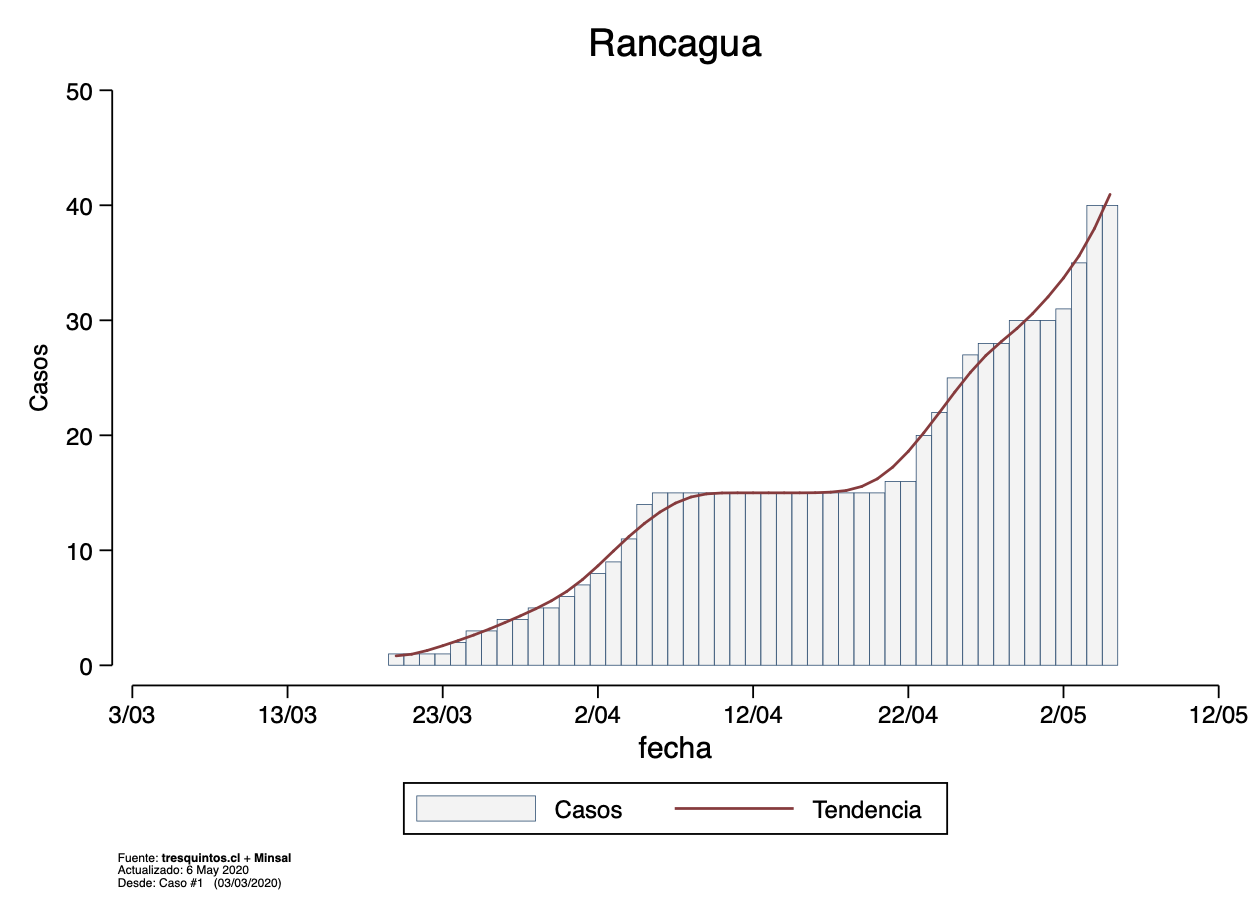 Rancagua
50
40
30
20
10
0
Casos
3/03 13/03 23/03 2/04 12/04 22/04 2/05 12/05
fecha
Casos Tendencia
Fuente: tresquintos.cl + Minsal
Actualizado: 6 May 2020
Desde: Caso #1 (03/03/2020)